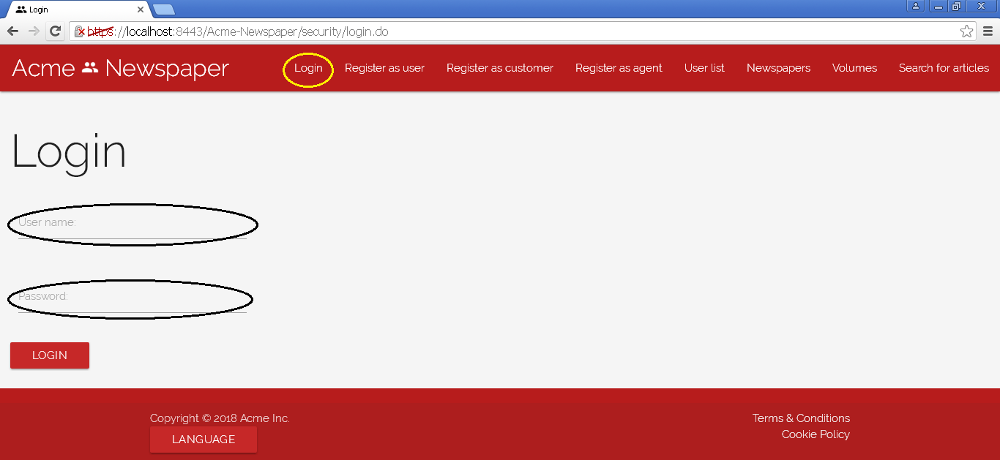 Login
https://localhost:8443/Acme-Newspaper/security/login.do
Acme Newspaper Login Register as user Register as customer Register as agent User list Newspapers Volumes Search for articles
Login
User name:
Password:
LOGIN
Copyright © 2018 Acme Inc. Terms & Conditions
LANGUAGE Cookie Policy